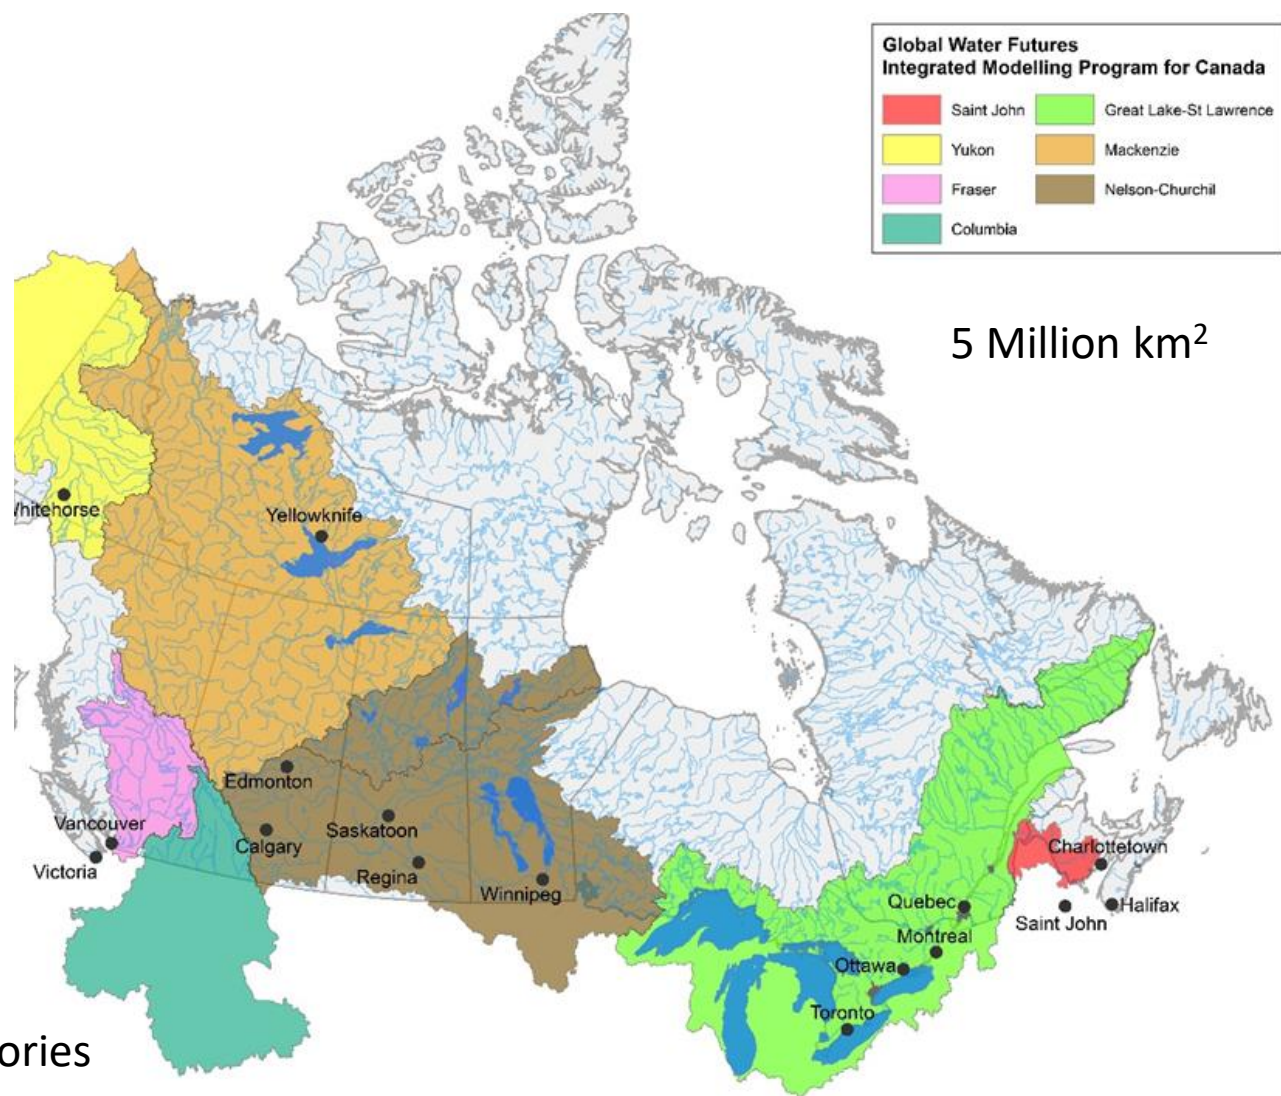 Global Water Futures
Integrated Modelling Program for Canada
Saint John
Great Lake-St Lawrence
Yukon
Mackenzie
Fraser
Nelson-Churchil
Columbia
5 Million km²
hitehorse
Yellowknife
Edmonton
Vancouver
Calgary
Saskatoon
Victoria
Regina
Winnipeg
Charlottetown
Quebec
Halifax
Saint John
Montreal
Ottawa
Toronto
ories